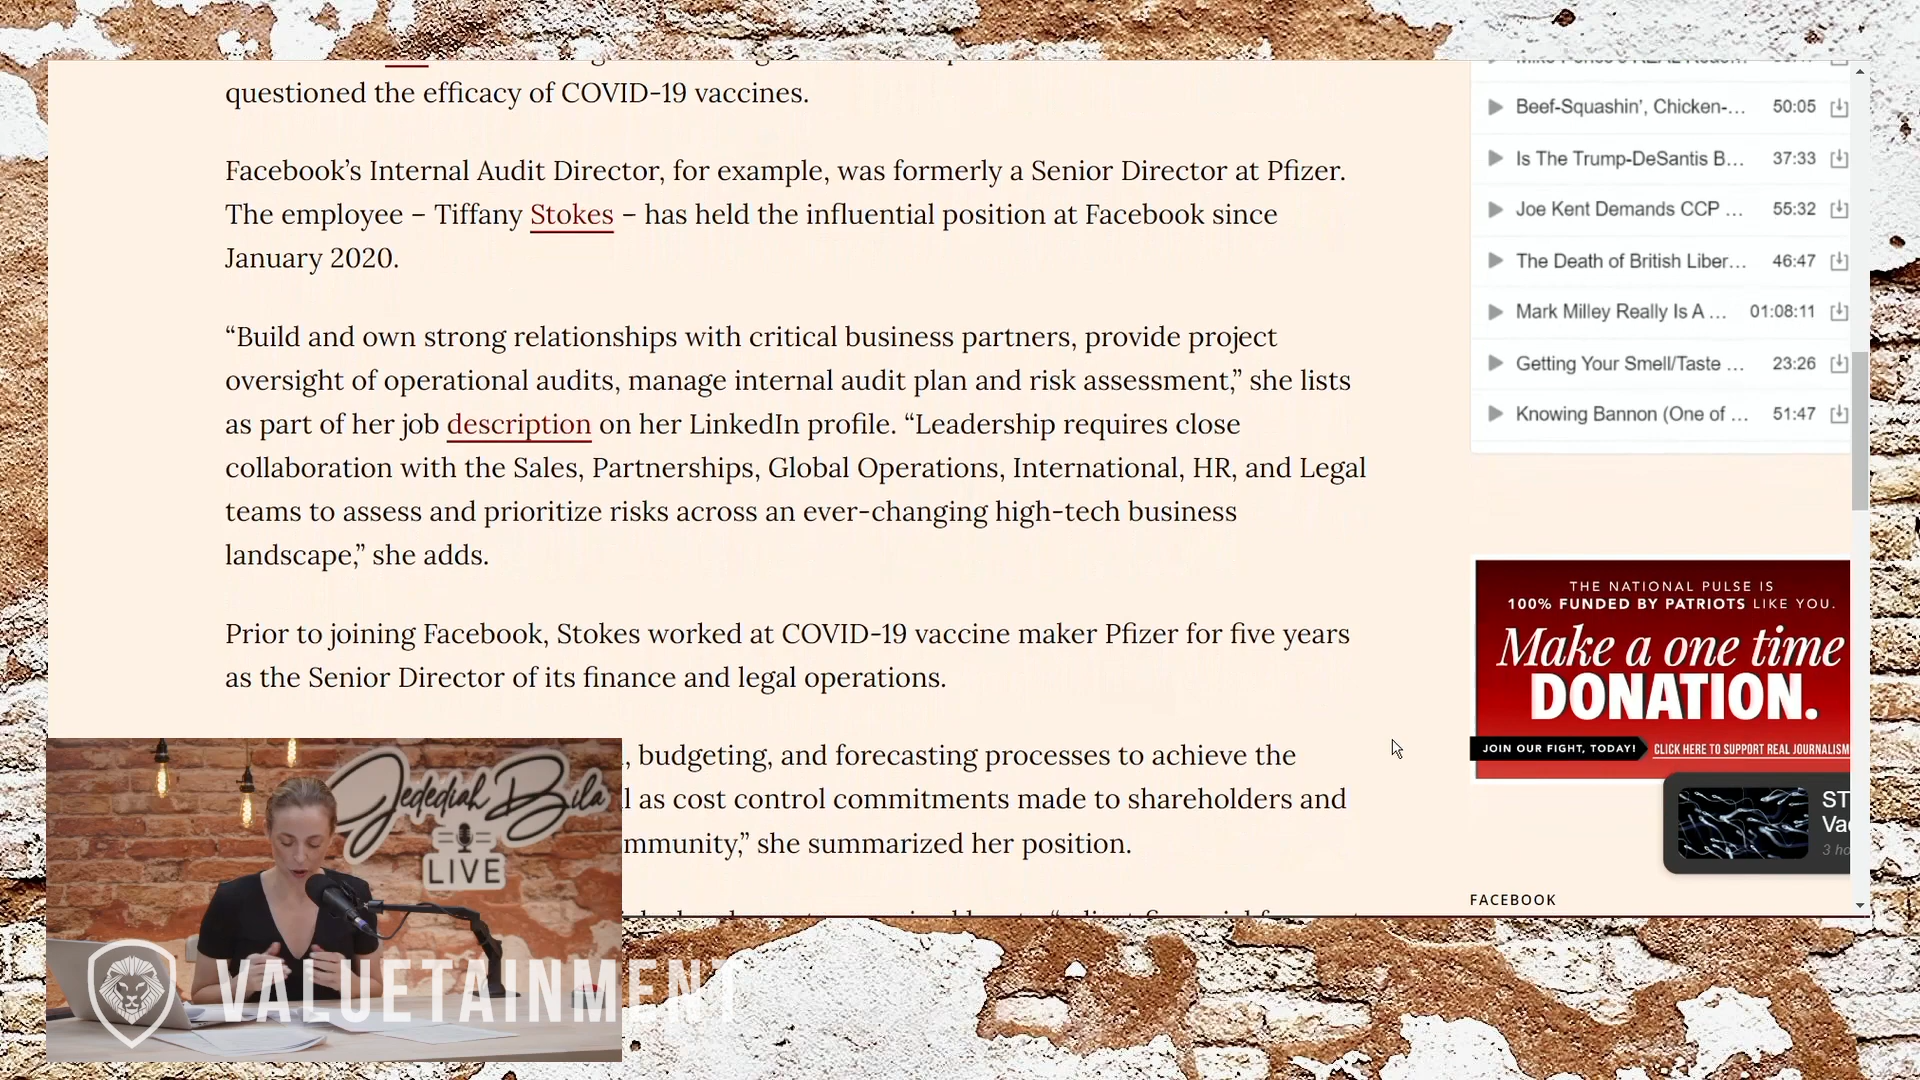 questioned the efficacy of COVID-19 vaccines.
Facebook’s Internal Audit Director, for example, was formerly a Senior Director at Pfizer.
The employee – Tiffany Stokes – has held the influential position at Facebook since
January 2020.
“Build and own strong relationships with critical business partners, provide project
oversight of operational audits, manage internal audit plan and risk assessment,” she lists
as part of her job description on her LinkedIn profile. “Leadership requires close
collaboration with the Sales, Partnerships, Global Operations, International, HR, and Legal
teams to assess and prioritize risks across an ever-changing high-tech business
landscape,” she adds.
Prior to joining Facebook, Stokes worked at COVID-19 vaccine maker Pfizer for five years
as the Senior Director of its finance and legal operations.
, budgeting, and forecasting processes to achieve the
l as cost control commitments made to shareholders and
mmunity,” she summarized her position.
Beef-Squashin’, Chicken-... 50:05
Is The Trump-DeSantis B... 37:33
Joe Kent Demands CCP ... 55:32
The Death of British Liber... 46:47
Mark Milley Really Is A ... 01:08:11
Getting Your Smell/Taste ... 23:26
Knowing Bannon (One of ... 51:47
THE NATIONAL PULSE IS
100% FUNDED BY PATRIOTS LIKE YOU.
Make a one time
DONATION.
JOIN OUR FIGHT, TODAY! CLICK HERE TO SUPPORT REAL JOURNALISM
ST
Va
3 ho
FACEBOOK
Jedediah Bila
LIVE
VALUETAINMENT